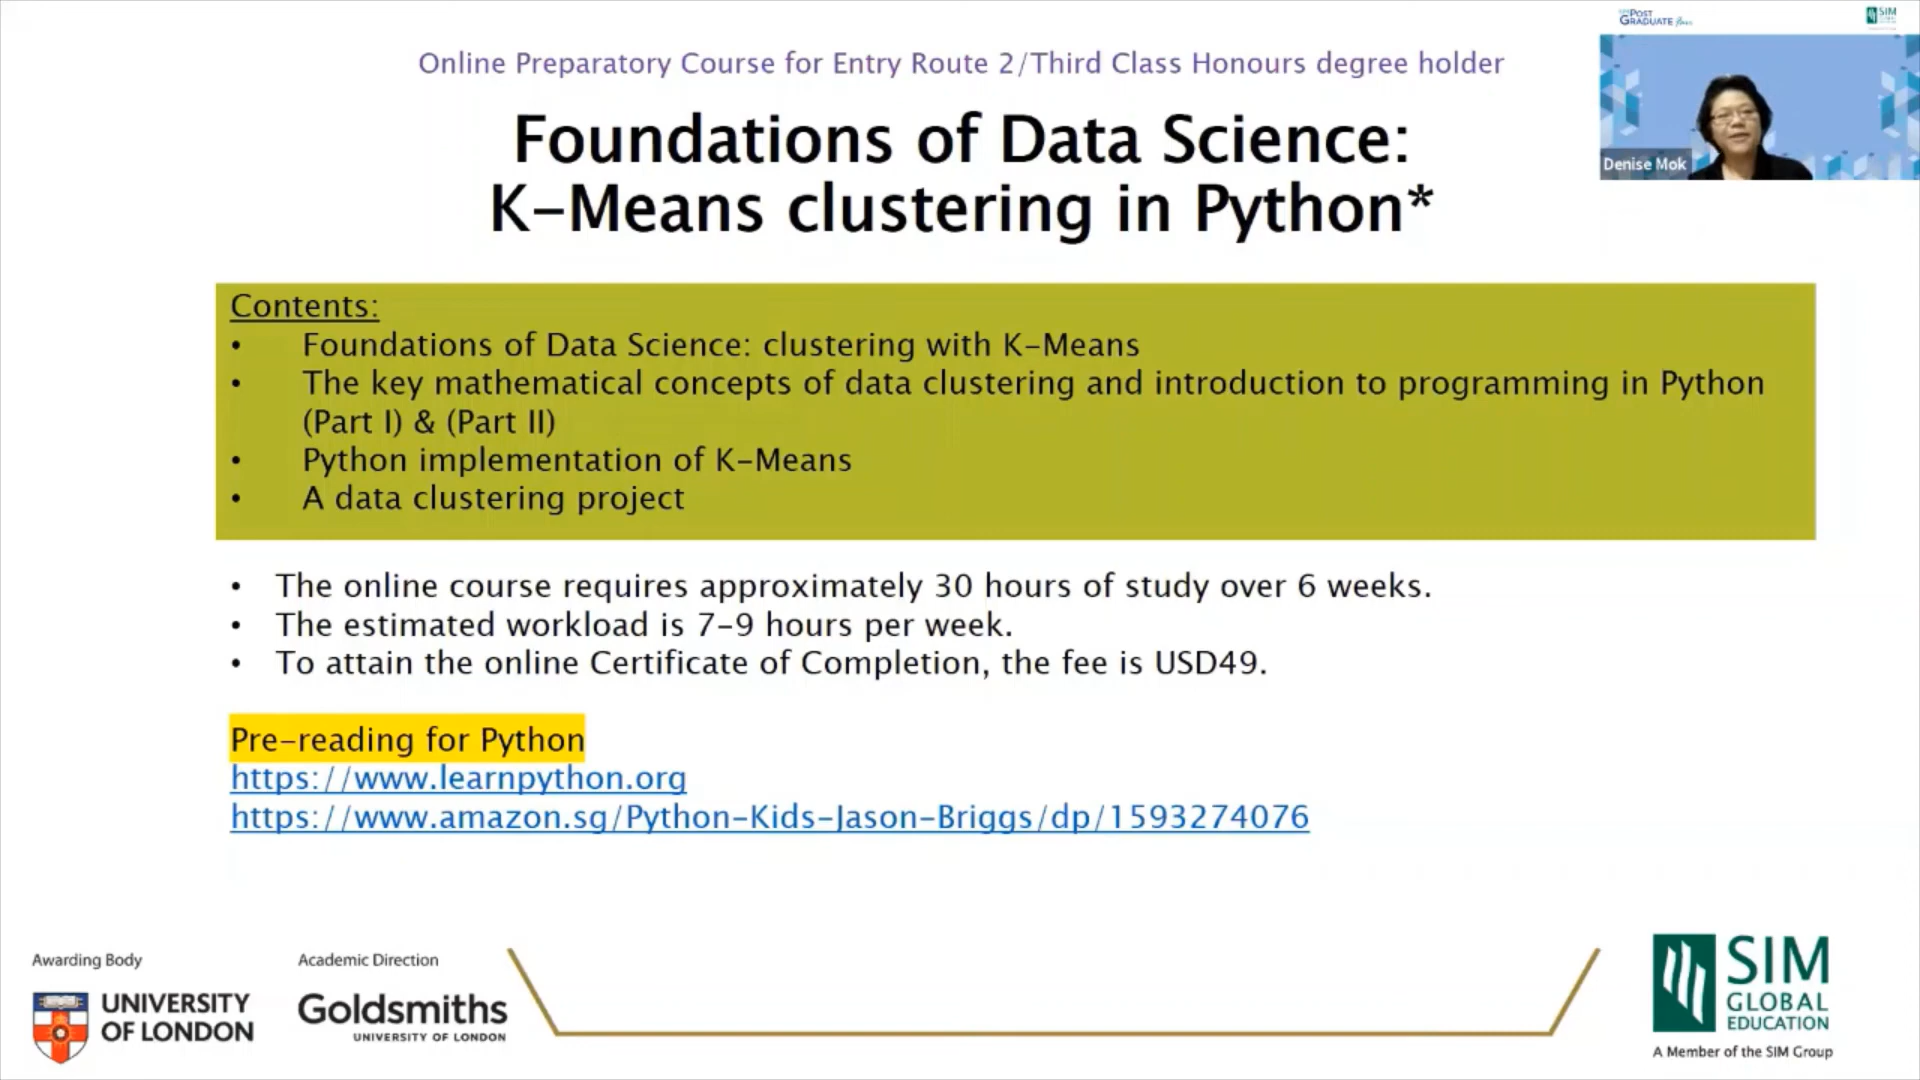 POST
GRADUATE
SIM
Online Preparatory Course for Entry Route 2/Third Class Honours degree holder
Foundations of Data Science:
K-Means clustering in Python*
Denise Mok
Contents:
• Foundations of Data Science: clustering with K-Means
• The key mathematical concepts of data clustering and introduction to programming in Python
(Part I) & (Part II)
• Python implementation of K-Means
• A data clustering project
• The online course requires approximately 30 hours of study over 6 weeks.
• The estimated workload is 7-9 hours per week.
• To attain the online Certificate of Completion, the fee is USD49.
Pre-reading for Python
https://www.learnpython.org
https://www.amazon.sg/Python-Kids-Jason-Briggs/dp/1593274076
Awarding Body
UNIVERSITY
OF LONDON
Academic Direction
Goldsmiths
UNIVERSITY OF LONDON
SIM
GLOBAL
EDUCATION
A Member of the SIM Group